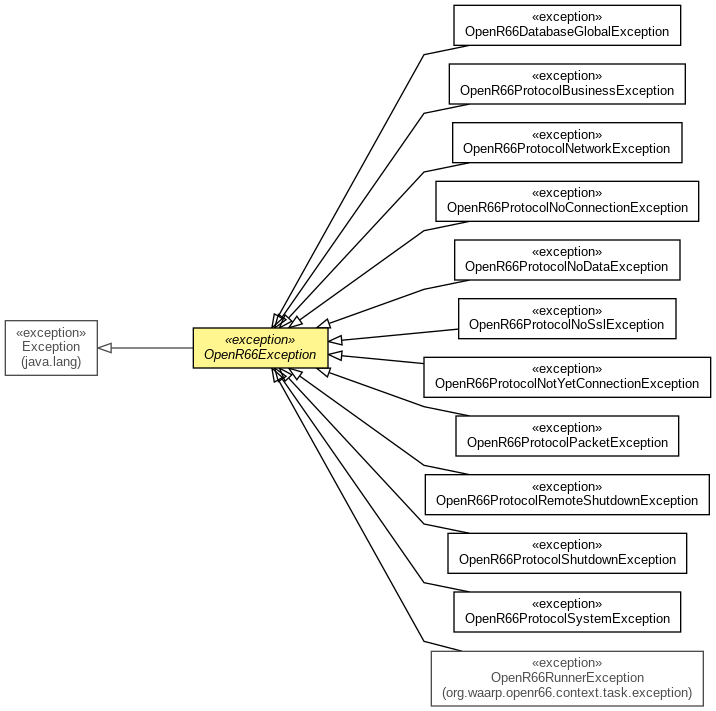 «exception»
OpenR66DatabaseGlobalException
«exception»
OpenR66ProtocolBusinessException
«exception»
OpenR66ProtocolNetworkException
«exception»
OpenR66ProtocolNoConnectionException
«exception»
OpenR66ProtocolNoDataException
«exception»
OpenR66ProtocolNoSslException
«exception»
Exception
(java.lang)
«exception»
OpenR66Exception
«exception»
OpenR66ProtocolNotYetConnectionException
«exception»
OpenR66ProtocolPacketException
«exception»
OpenR66ProtocolRemoteShutdownException
«exception»
OpenR66ProtocolShutdownException
«exception»
OpenR66ProtocolSystemException
«exception»
OpenR66RunnerException
(org.waarp.openr66.context.task.exception)